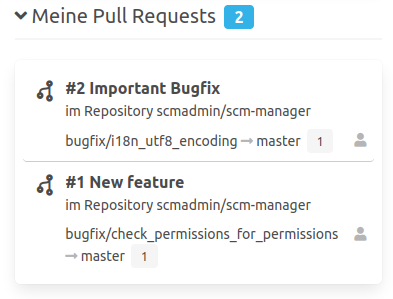 Meine Pull Requests 2
#2 Important Bugfix
im Repository scmadmin/scm-manager
bugfix/i18n_utf8_encoding → master 1
#1 New feature
im Repository scmadmin/scm-manager
bugfix/check_permissions_for_permissions
→ master 1